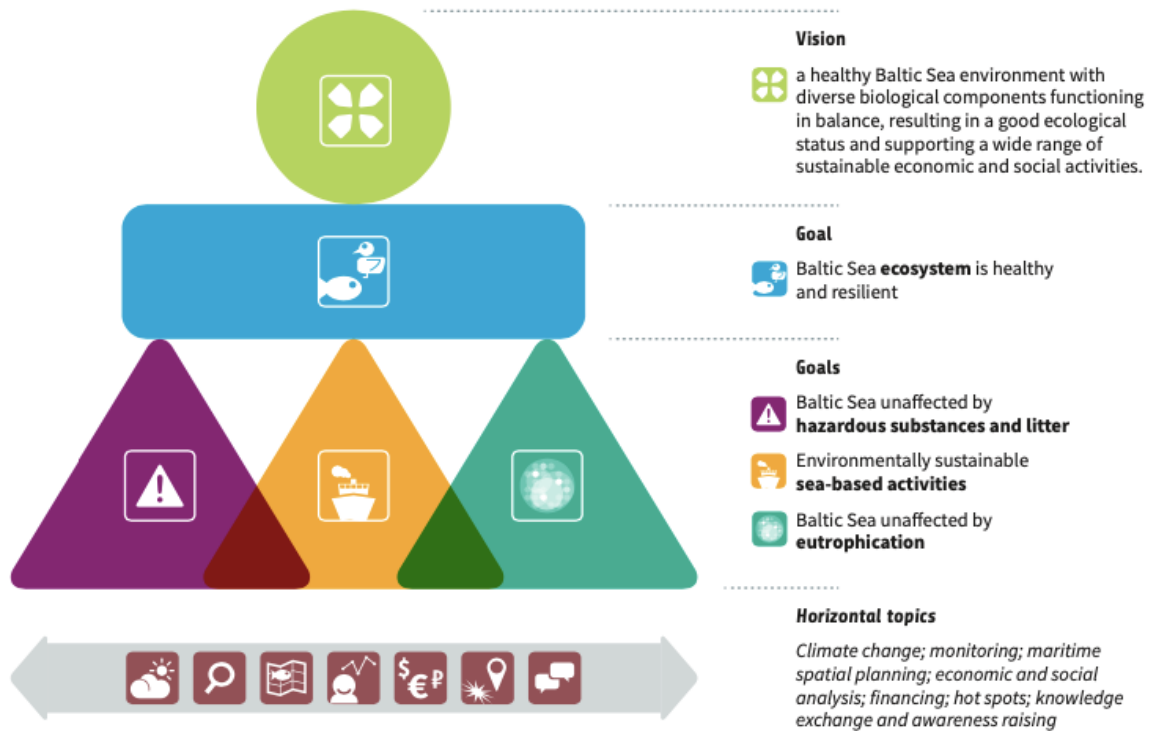 Vision
a healthy Baltic Sea environment with
diverse biological components functioning
in balance, resulting in a good ecological
status and supporting a wide range of
sustainable economic and social activities.
Goal
Baltic Sea ecosystem is healthy
and resilient
Goals
Baltic Sea unaffected by
hazardous substances and litter
Environmentally sustainable
sea-based activities
Baltic Sea unaffected by
eutrophication
Horizontal topics
Climate change; monitoring; maritime
spatial planning; economic and social
analysis; financing; hot spots; knowledge
exchange and awareness raising